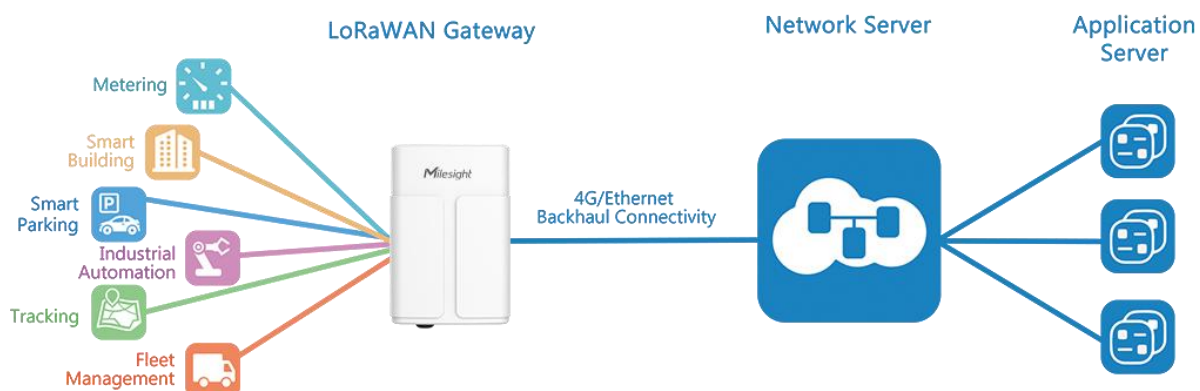 LoRaWAN Gateway
Network Server
Application
Server
Metering
Smart
Building
Smart
Parking
P
Industrial
Automation
Tracking
Fleet
Management
Milesight
4G/Ethernet
Backhaul Connectivity